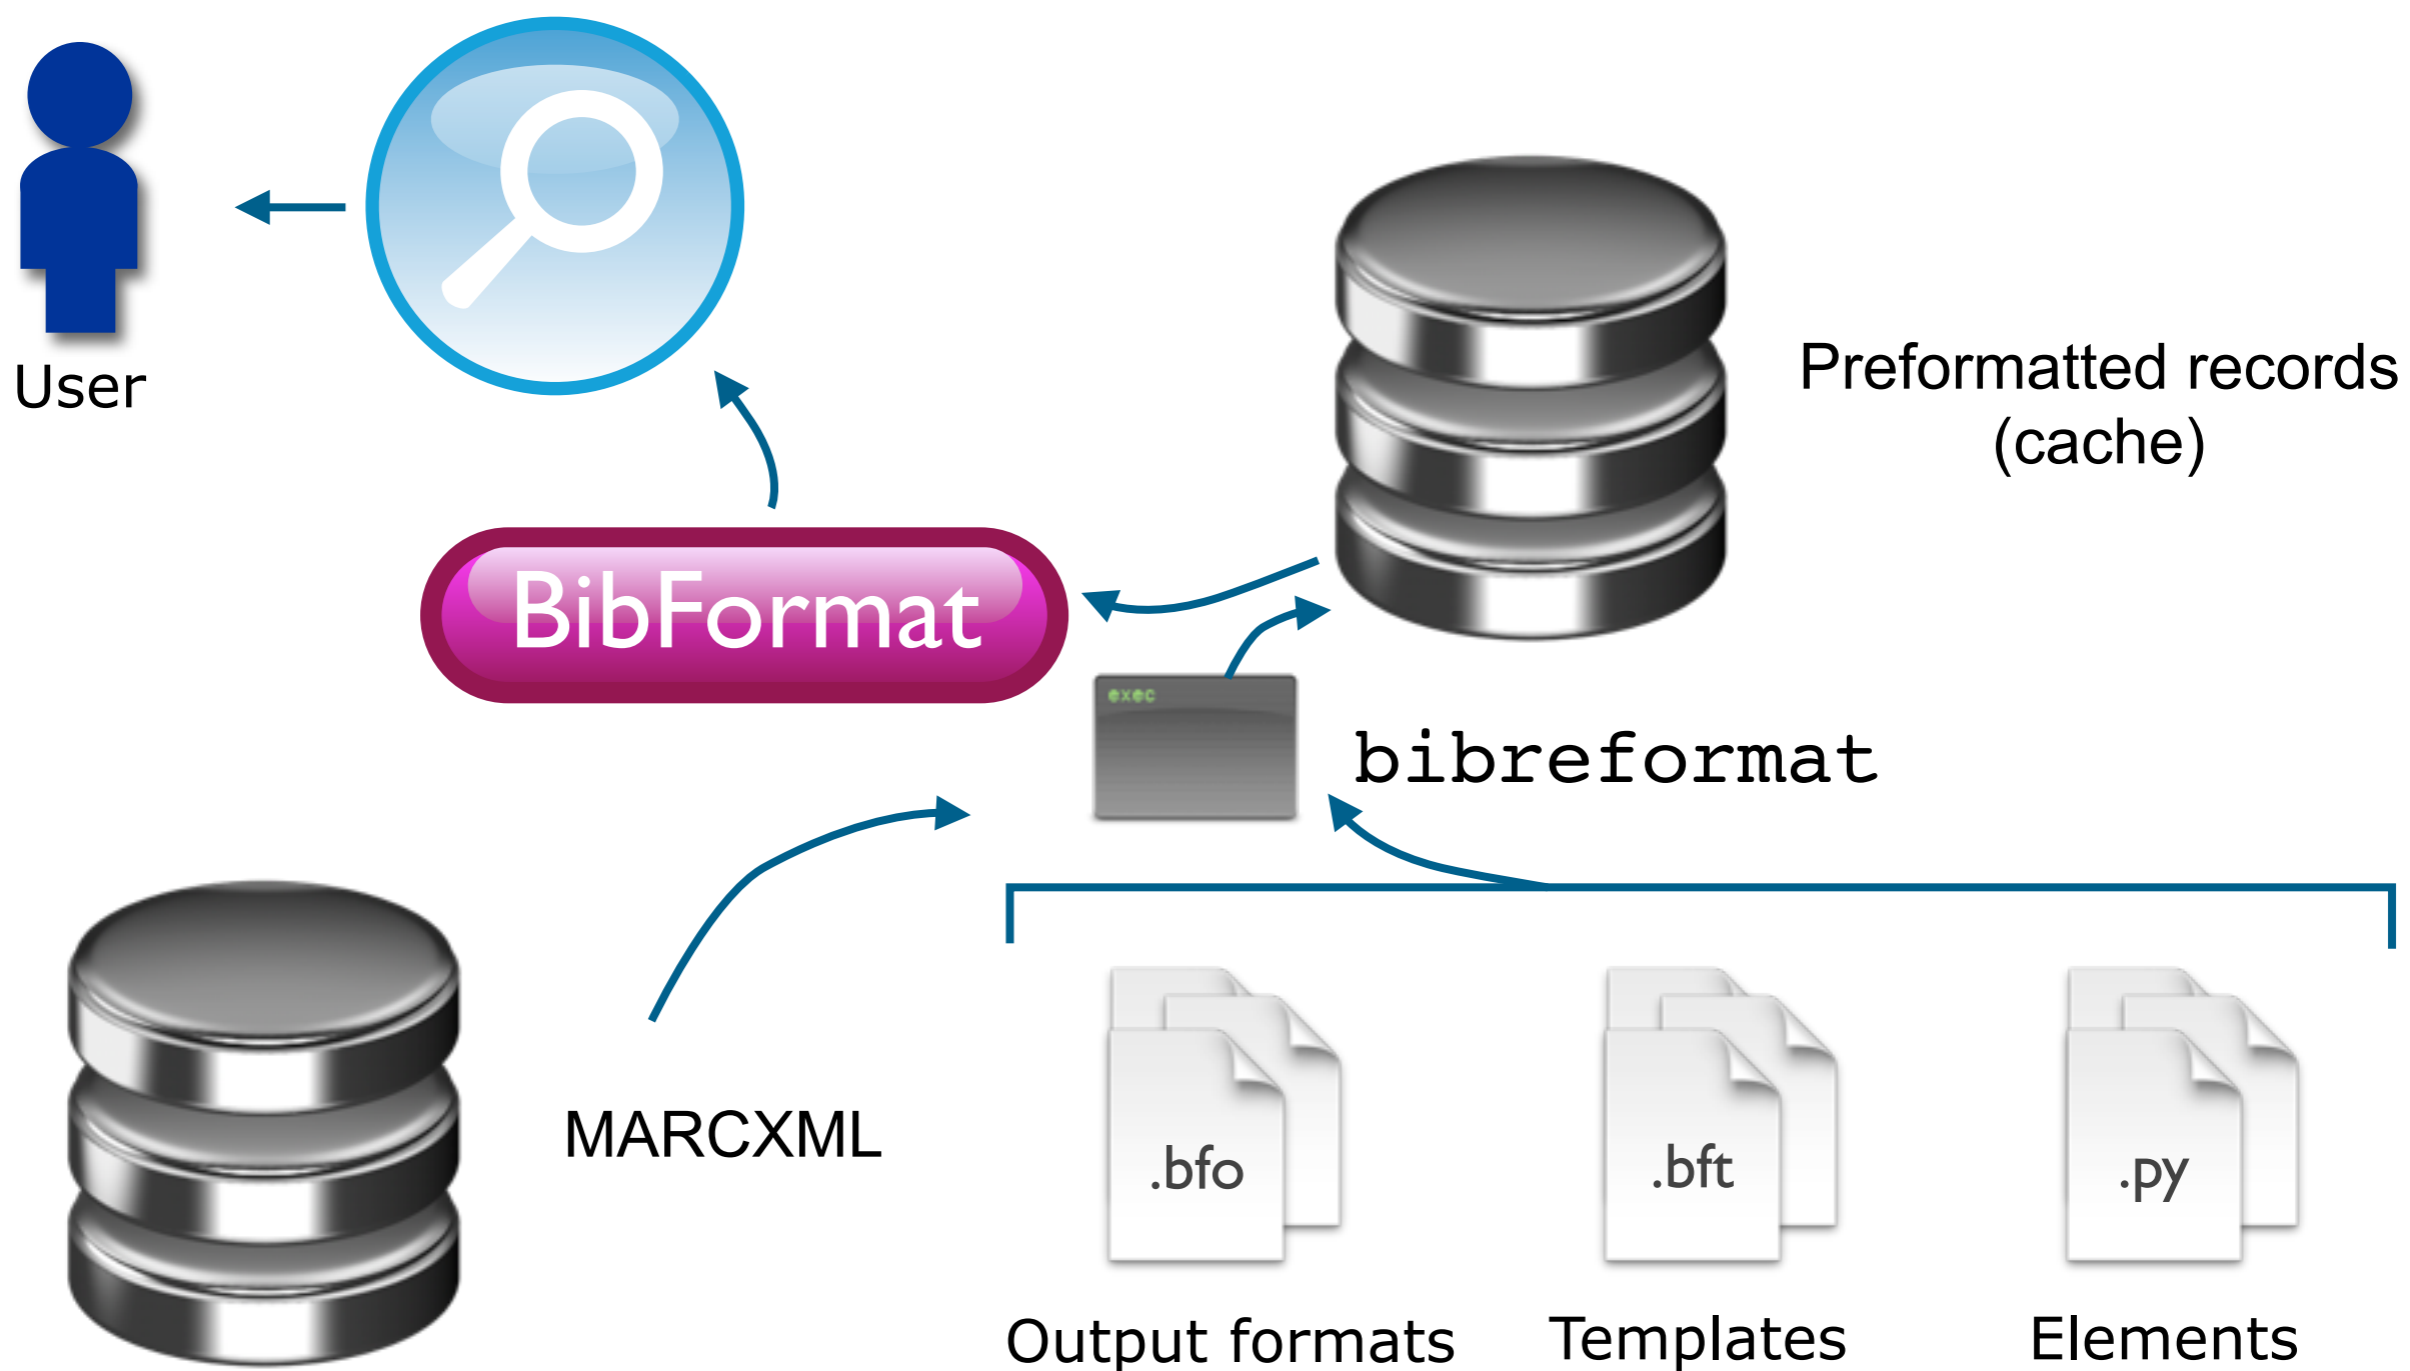 User
Preformatted records
(cache)
BibFormat
exec
bibreformat
MARCXML
.bfo
.bft
.py
Output formats
Templates
Elements